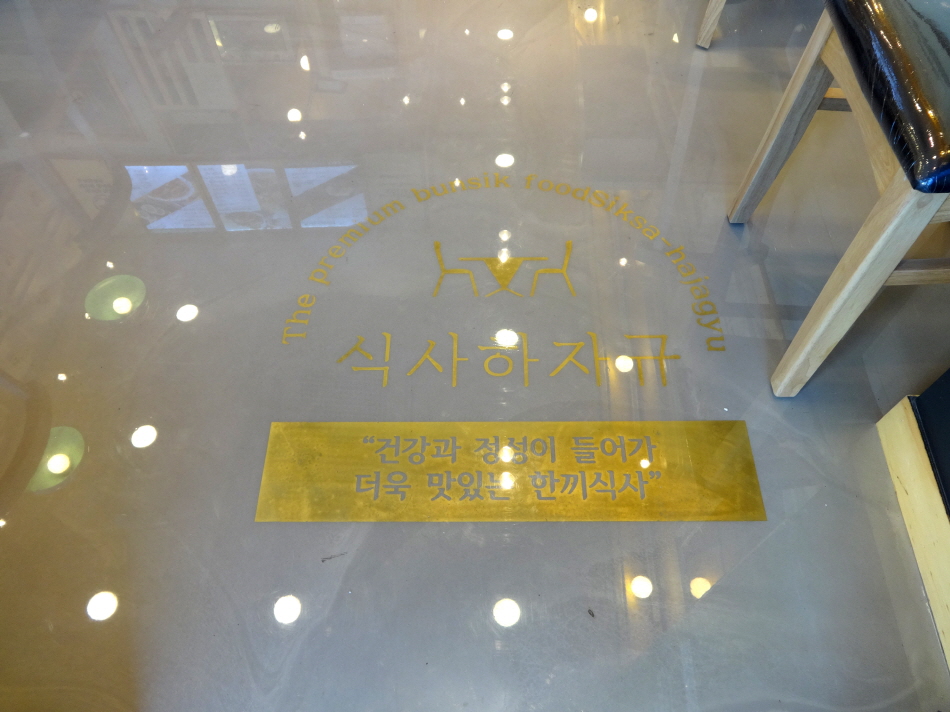 The premium bunsik foodSiksa-hajagyu
식사하자규
“건강과 정성이 들어가
더욱 맛있는 한끼식사”